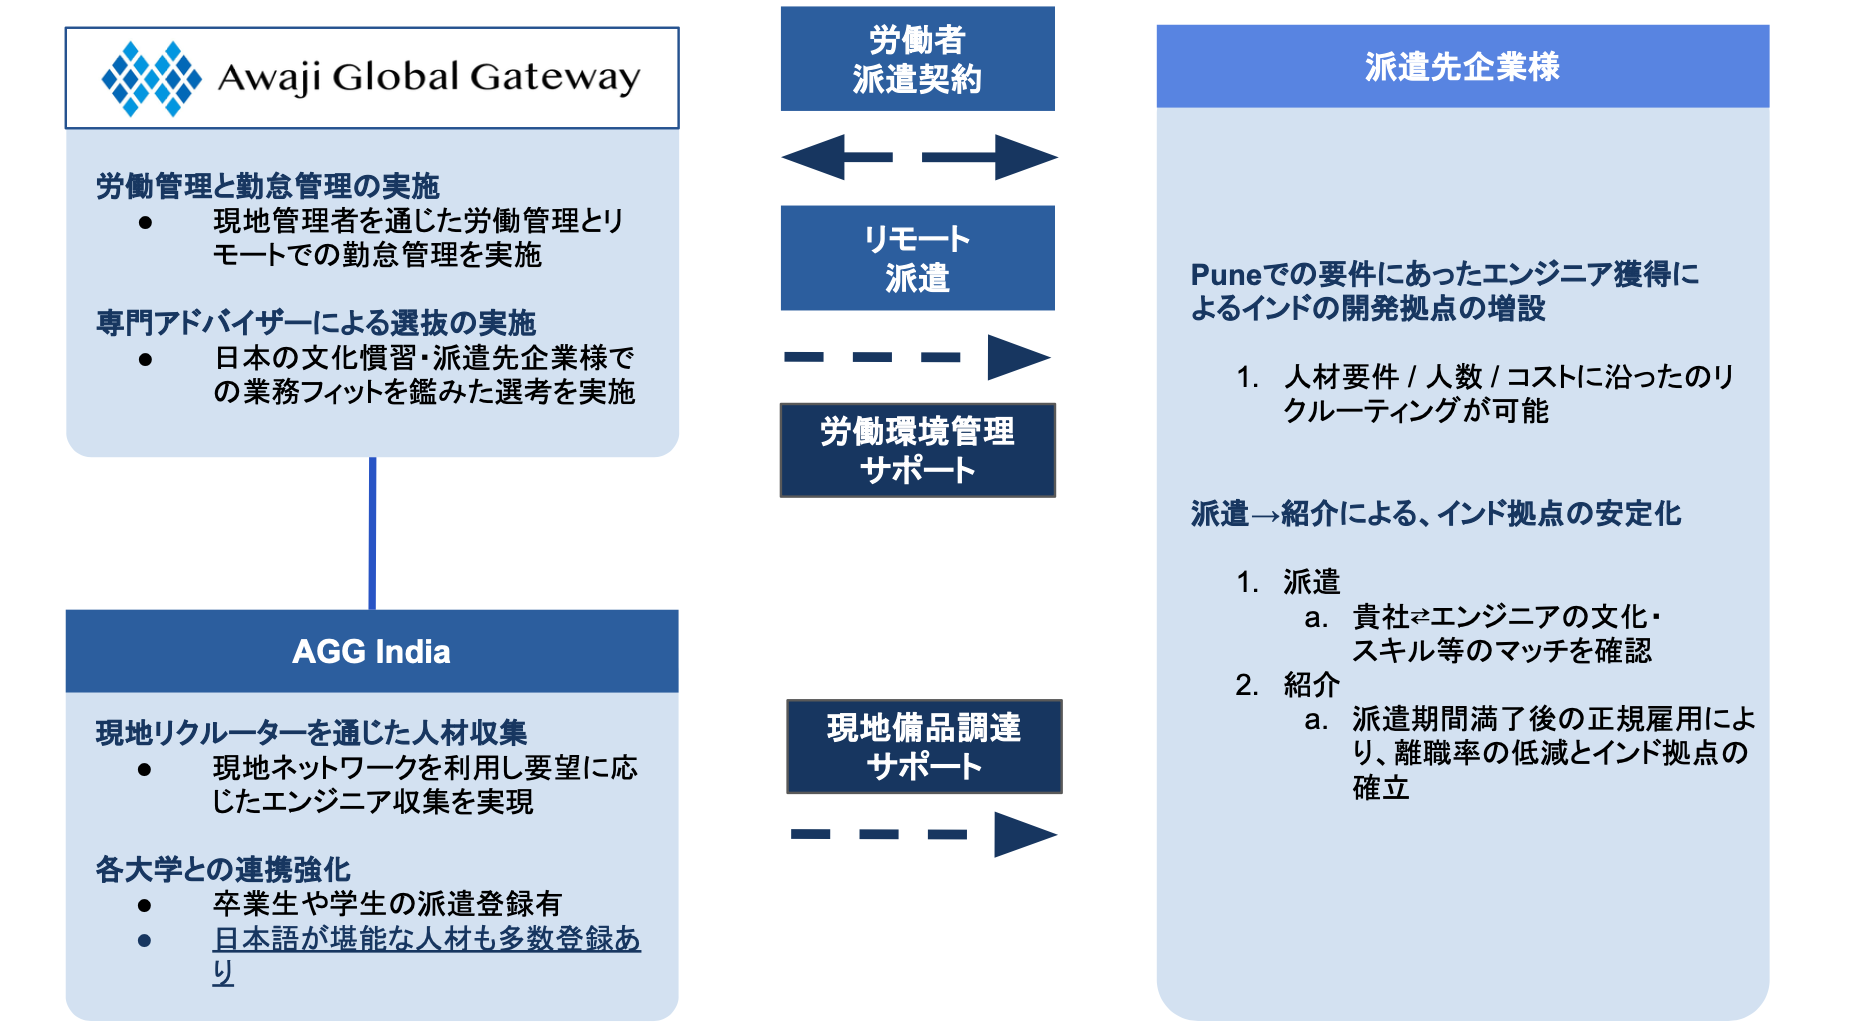 Awaji Global Gateway
労働管理と勤怠管理の実施
● 現地管理者を通じた労働管理とリ
モートでの勤怠管理を実施
専門アドバイザーによる選抜の実施
● 日本の文化慣習・派遣先企業様で
の業務フィットを鑑みた選考を実施
AGG India
現地リクルーターを通じた人材収集
● 現地ネットワークを利用し要望に応
じたエンジニア収集を実現
各大学との連携強化
● 卒業生や学生の派遣登録有
● 日本語が堪能な人材も多数登録あ
り
労働者
派遣契約
リモート
派遣
労働環境管理
サポート
現地備品調達
サポート
派遣先企業様
Puneでの要件にあったエンジニア獲得に
よるインドの開発拠点の増設
1. 人材要件 / 人数 / コストに沿ったのリ
クルーティングが可能
派遣→紹介による、インド拠点の安定化
1. 派遣
a. 貴社⇄エンジニアの文化・
スキル等のマッチを確認
2. 紹介
a. 派遣期間満了後の正規雇用によ
り、離職率の低減とインド拠点の
確立